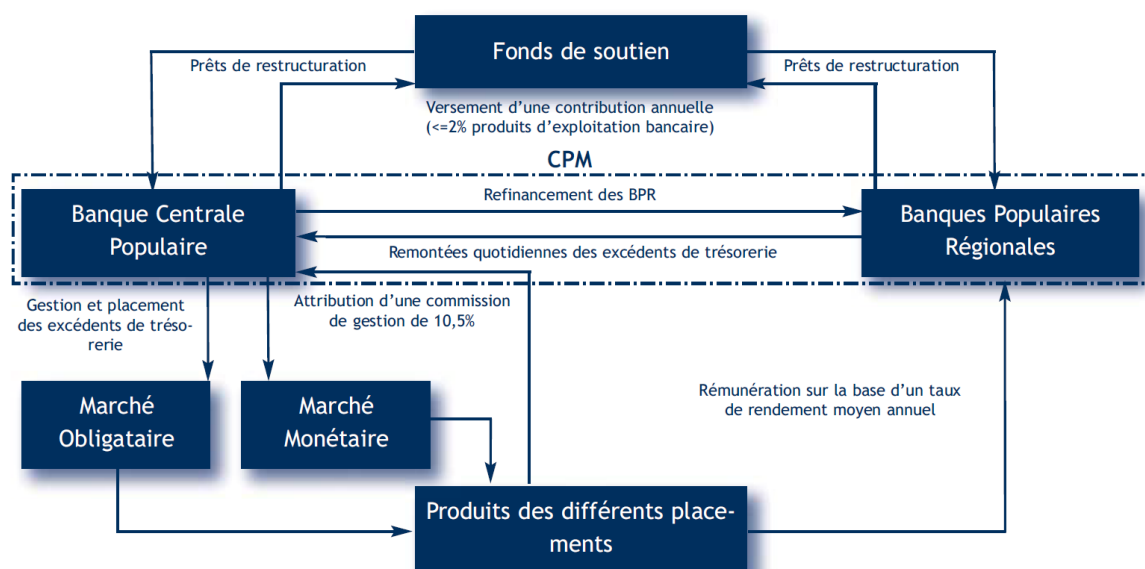 Fonds de soutien
Prêts de restructuration
Prêts de restructuration
Versement d’une contribution annuelle
(<=2% produits d’exploitation bancaire)
CPM
Banque Centrale
Populaire
Refinancement des BPR
Banques Populaires
Régionales
Remontées quotidiennes des excédents de trésorerie
Gestion et placement
des excédents de tréso-
rerie
Attribution d’une commission
de gestion de 10,5%
Marché
Obligataire
Marché
Monétaire
Rémunération sur la base d’un taux
de rendement moyen annuel
Produits des différents place-
ments